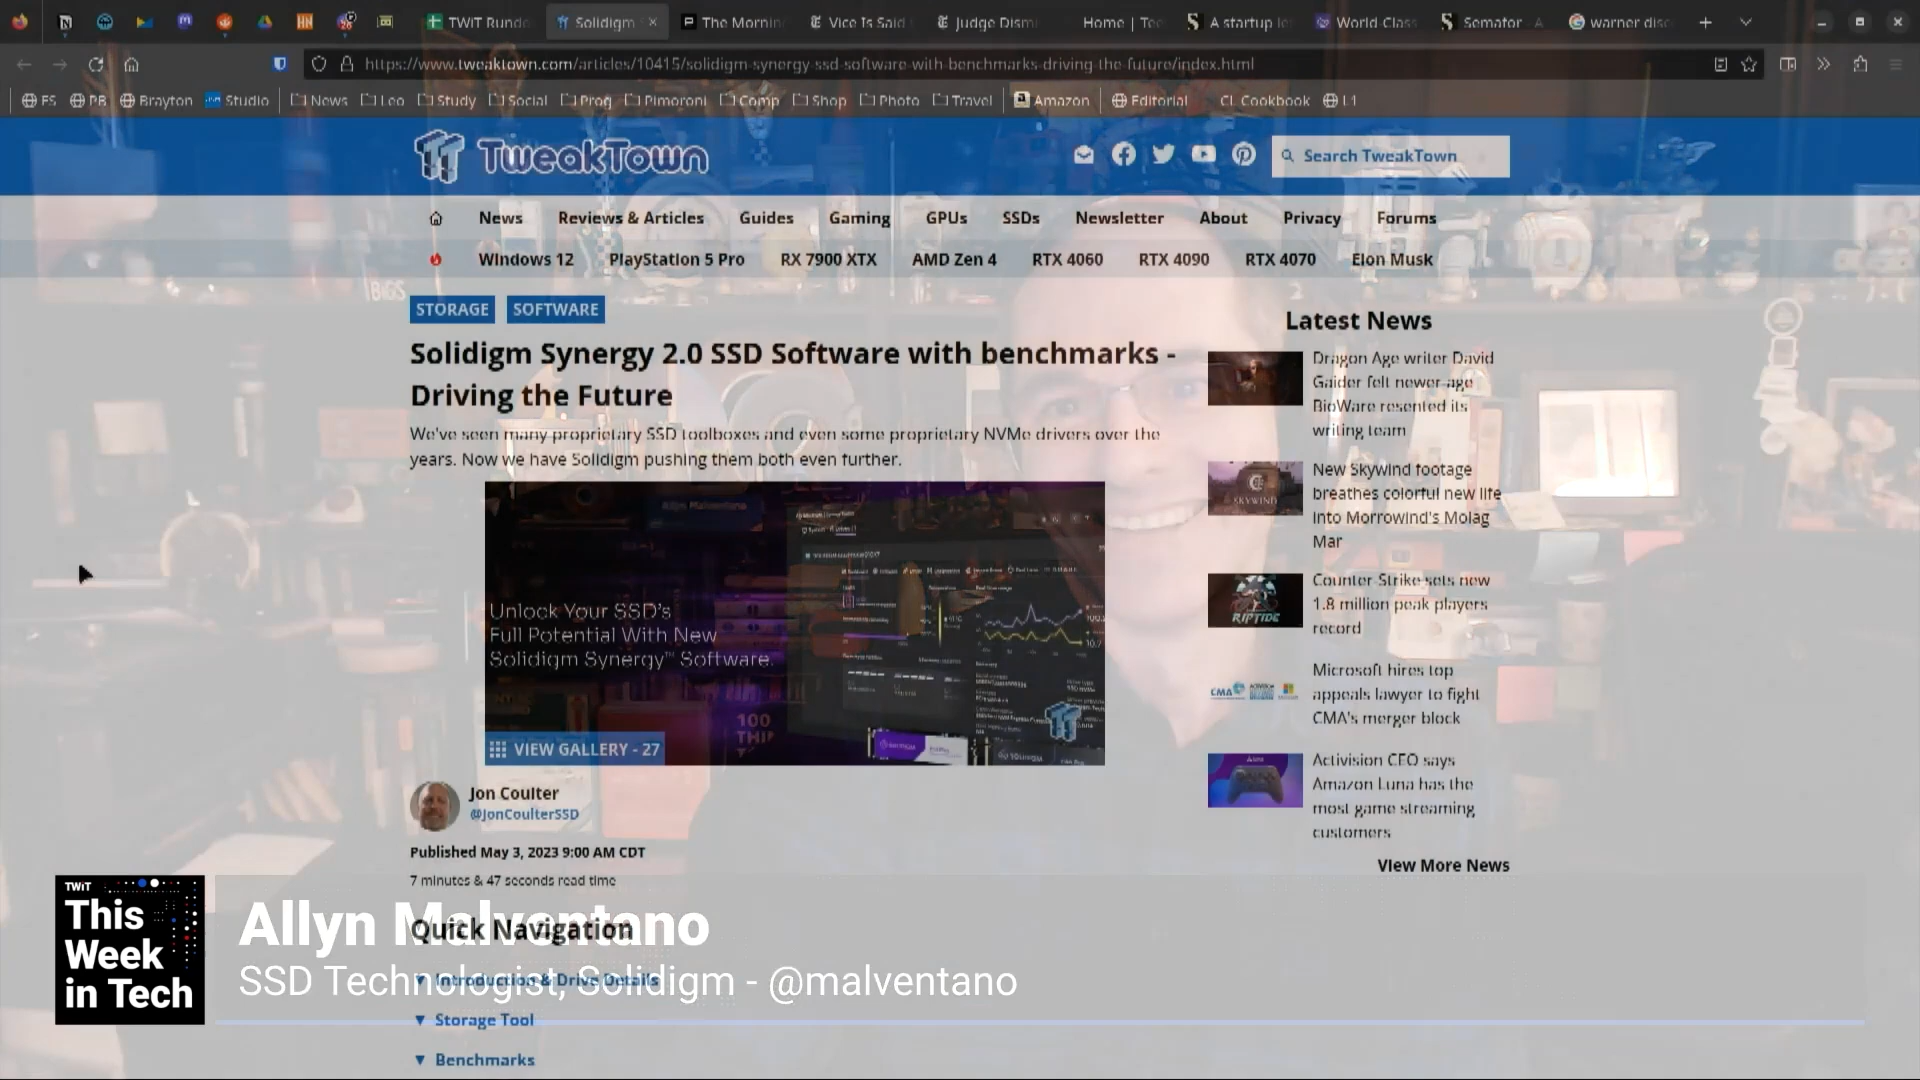 TWiT Rund
Solidigm
The Mornin
Vice Is Said
Judge Dism
Home | Te
A startup le
World Class
Semafor - A
warner disc
https://www.tweaktown.com/articles/10415/solidigm-synergy-ssd-software-with-benchmarks-driving-the-future/index.html
FS
PB
Brayton
Studio
News
Leo
Study
Social
Prog
Pimoroni
Comp
Shop
Photo
Travel
Amazon
Editorial
CL Cookbook
L1
TweakTown
Search TweakTown
News
Reviews & Articles
Guides
Gaming
GPUs
SSDs
Newsletter
About
Privacy
Forums
Windows 12
PlayStation 5 Pro
RX 7900 XTX
AMD Zen 4
RTX 4060
RTX 4090
RTX 4070
Elon Musk
STORAGE
SOFTWARE
Solidigm Synergy 2.0 SSD Software with benchmarks -
Driving the Future
We've seen many proprietary SSD toolboxes and even some proprietary NVMe drivers over the
years. Now we have Solidigm pushing them both even further.
Allyn Malventano
Unlock Your SSD's
Full Potential With New
Solidigm Synergy™ Software.
VIEW GALLERY - 27
Jon Coulter
@JonCoulterSSD
Published May 3, 2023 9:00 AM CDT
7 minutes & 47 seconds read time
Quick Navigation
▼ Introduction & Drive Details
▼ Storage Tool
▼ Benchmarks
Latest News
Dragon Age writer David
Gaider felt newer-age
BioWare resented its
writing team
SKYWIND
New Skywind footage
breathes colorful new life
into Morrowind's Molag
Mar
RIPTIDE
Counter-Strike sets new
1.8 million peak players
record
CMA
Microsoft hires top
appeals lawyer to fight
CMA's merger block
Activision CEO says
Amazon Luna has the
most game streaming
customers
View More News
TWiT
This
Week
in Tech
Allyn Malventano
SSD Technologist, Solidigm - @malventano